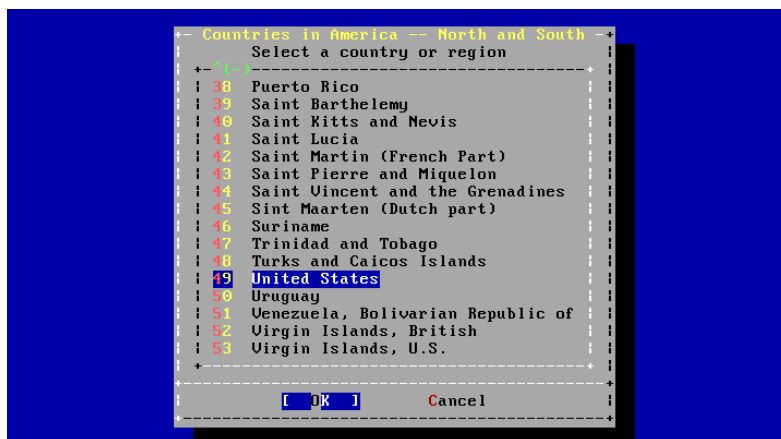 Countries in America -- North and South
Select a country or region
^(-)
38 Puerto Rico
39 Saint Barthelemy
40 Saint Kitts and Nevis
41 Saint Lucia
42 Saint Martin (French Part)
43 Saint Pierre and Miquelon
44 Saint Vincent and the Grenadines
45 Sint Maarten (Dutch part)
46 Suriname
47 Trinidad and Tobago
48 Turks and Caicos Islands
49 United States
50 Uruguay
51 Venezuela, Bolivarian Republic of
52 Virgin Islands, British
53 Virgin Islands, U.S.
[ OK ] Cancel